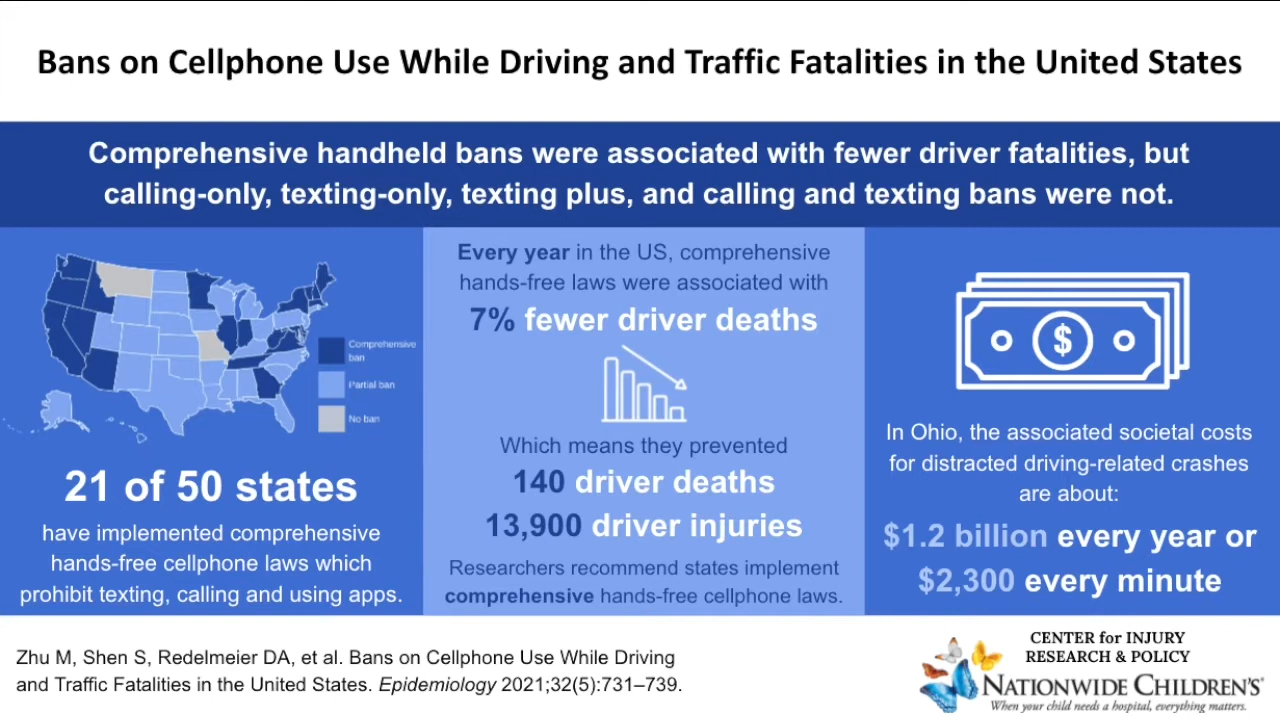 Bans on Cellphone Use While Driving and Traffic Fatalities in the United States
Comprehensive handheld bans were associated with fewer driver fatalities, but
calling-only, texting-only, texting plus, and calling and texting bans were not.
Comprehensive
ban
Partial ban
No ban
21 of 50 states
have implemented comprehensive
hands-free cellphone laws which
prohibit texting, calling and using apps.
Every year in the US, comprehensive
hands-free laws were associated with
7% fewer driver deaths
Which means they prevented
140 driver deaths
13,900 driver injuries
Researchers recommend states implement
comprehensive hands-free cellphone laws.
$
In Ohio, the associated societal costs
for distracted driving-related crashes
are about:
$1.2 billion every year or
$2,300 every minute
Zhu M, Shen S, Redelmeier DA, et al. Bans on Cellphone Use While Driving
and Traffic Fatalities in the United States. Epidemiology 2021;32(5):731–739.
CENTER for INJURY
RESEARCH & POLICY
NATIONWIDE CHILDREN'S®
When your child needs a hospital, everything matters.